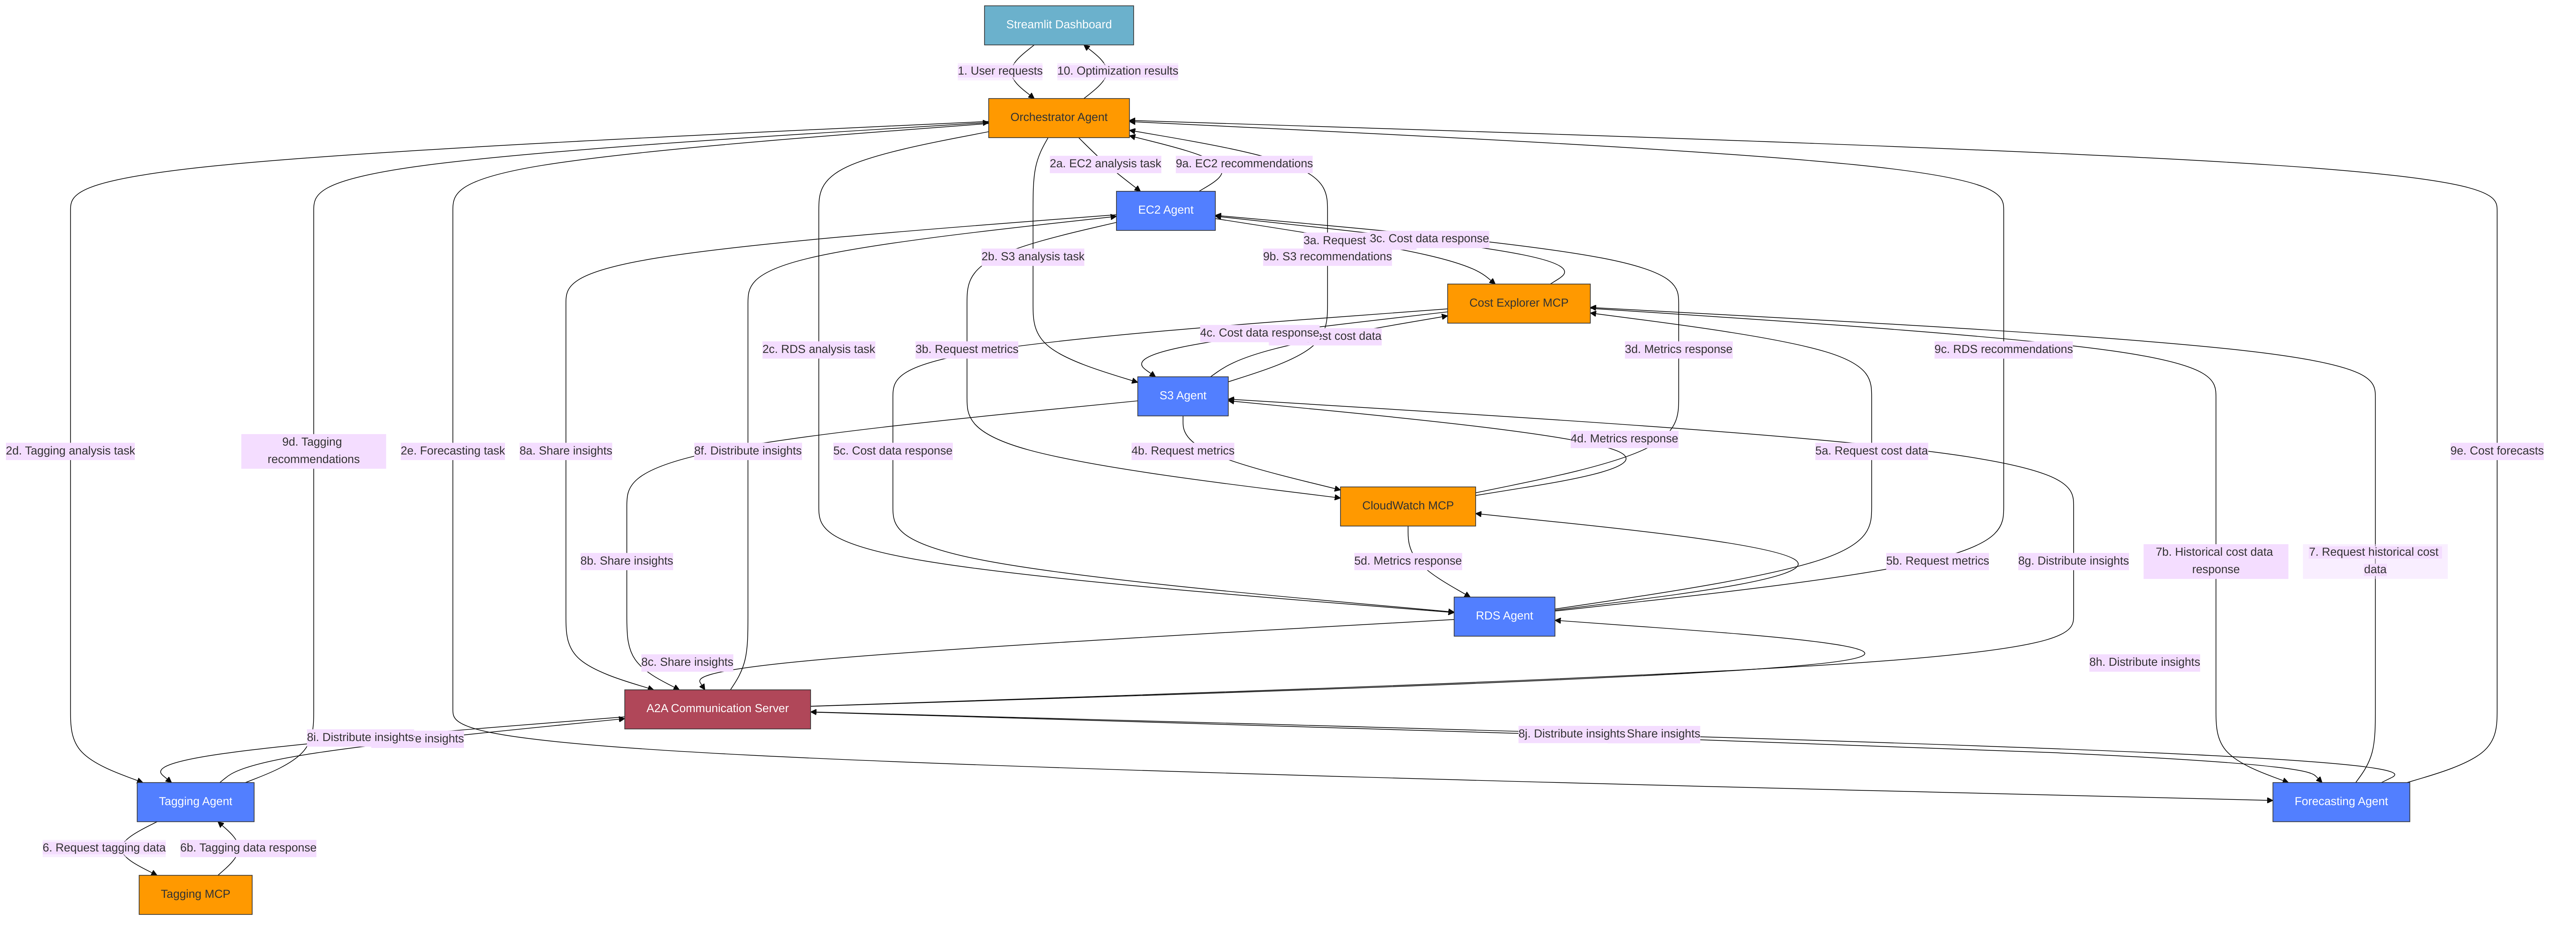 Streamlit Dashboard
1. User requests
10. Optimization results
Orchestrator Agent
2a. EC2 analysis task
9a. EC2 recommendations
EC2 Agent
3a. Request
3c. Cost data response
2b. S3 analysis task
9b. S3 recommendations
Cost Explorer MCP
4c. Cost data response
cost data
2c. RDS analysis task
3b. Request metrics
3d. Metrics response
9c. RDS recommendations
S3 Agent
2d. Tagging analysis task
9d. Tagging
recommendations
2e. Forecasting task
8a. Share insights
8f. Distribute insights
5c. Cost data response
4b. Request metrics
4d. Metrics response
5a. Request cost data
9e. Cost forecasts
CloudWatch MCP
8b. Share insights
5d. Metrics response
5b. Request metrics
8g. Distribute insights
7b. Historical cost data
response
7. Request historical cost
data
RDS Agent
8c. Share insights
8h. Distribute insights
A2A Communication Server
8i. Distribute insights
insights
8j. Distribute insights
Share insights
Tagging Agent
Forecasting Agent
6. Request tagging data
6b. Tagging data response
Tagging MCP